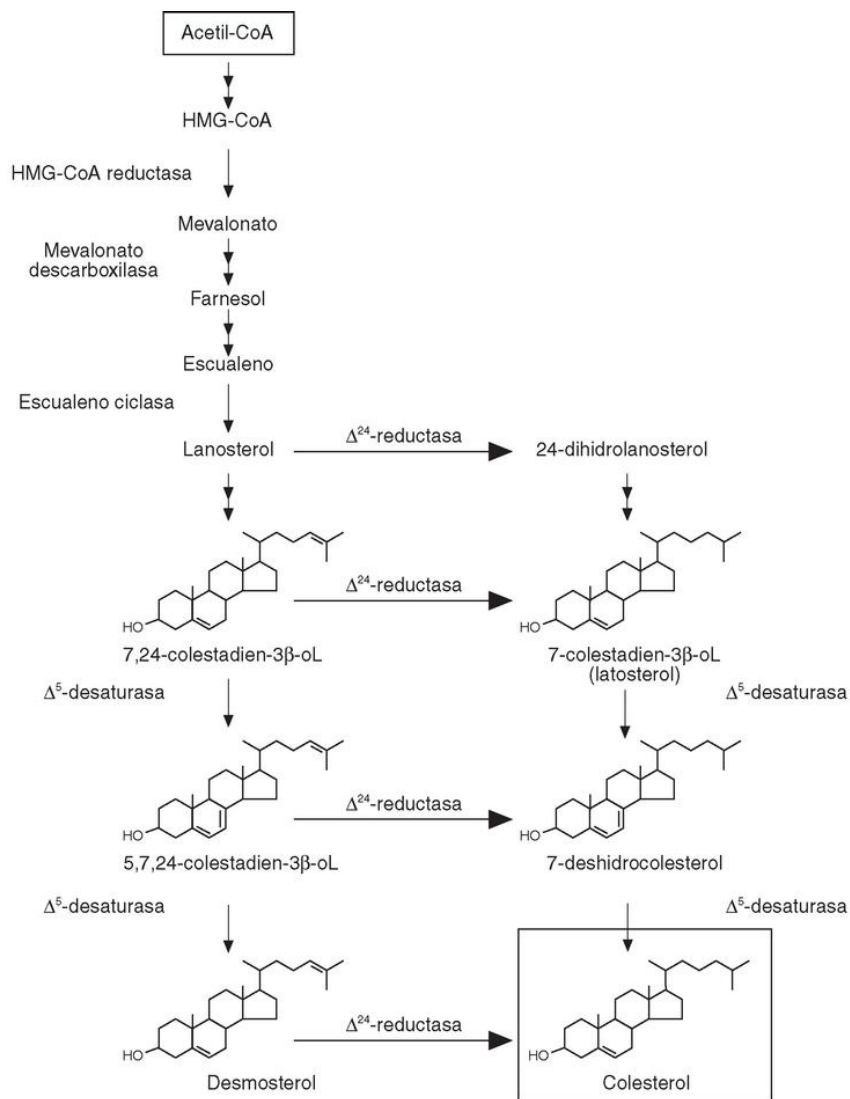 Acetil-CoA
HMG-CoA
HMG-CoA reductasa
Mevalonato
Mevalonato
descarboxilasa
Farnesol
Escualeno
Escualeno ciclasa
Lanosterol
Δ²⁴-reductasa
24-dihidrolanosterol
Δ²⁴-reductasa
HO
HO
7,24-colestadien-3β-oL
7-colestadien-3β-oL
(latosterol)
Δ⁵-desaturasa
Δ⁵-desaturasa
Δ²⁴-reductasa
HO
HO
5,7,24-colestadien-3β-oL
7-deshidrocolesterol
Δ⁵-desaturasa
Δ⁵-desaturasa
Δ²⁴-reductasa
HO
HO
Desmosterol
Colesterol